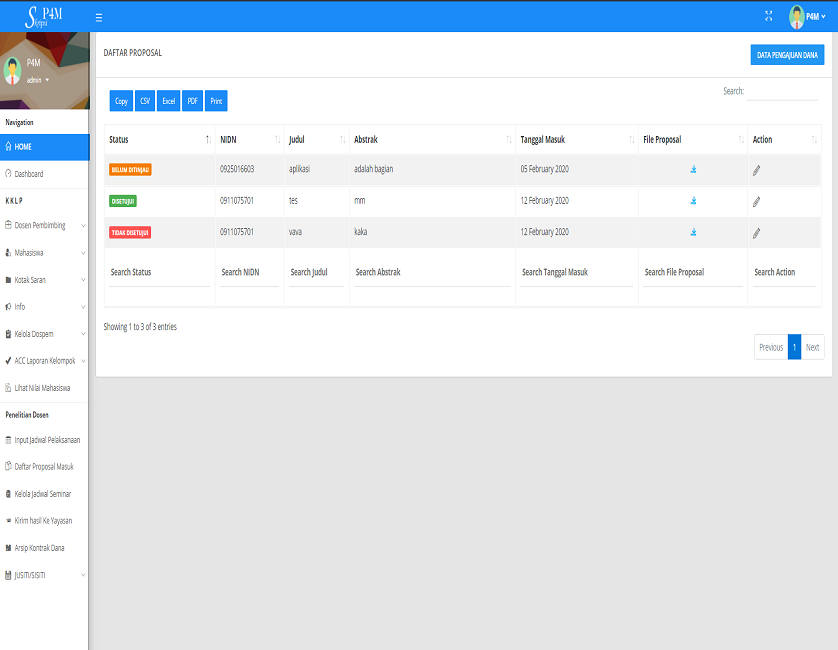 Skripsi P4M
P4M
P4M
admin
Navigation
HOME
Dashboard
K K L P
Dosen Pembimbing
Mahasiswa
Kotak Saran
Info
Kelola Dospem
ACC Laporan Kelompok
Lihat Nilai Mahasiswa
Penelitian Dosen
Input Jadwal Pelaksanaan
Daftar Proposal Masuk
Kelola Jadwal Seminar
Kirim hasil Ke Yayasan
Arsip Kontrak Dana
JUSITI/SISITI
DAFTAR PROPOSAL
DATA PENGAJUAN DANA
Copy CSV Excel PDF Print
Search:
Status NIDN Judul Abstrak Tanggal Masuk File Proposal Action
BELUM DITINJAU 0925016603 aplikasi adalah bagian 05 February 2020
DISETUJUI 0911075701 tes mm 12 February 2020
TIDAK DISETUJUI 0911075701 vava kaka 12 February 2020
Search Status Search NIDN Search Judul Search Abstrak Search Tanggal Masuk Search File Proposal Search Action
Showing 1 to 3 of 3 entries
Previous 1 Next